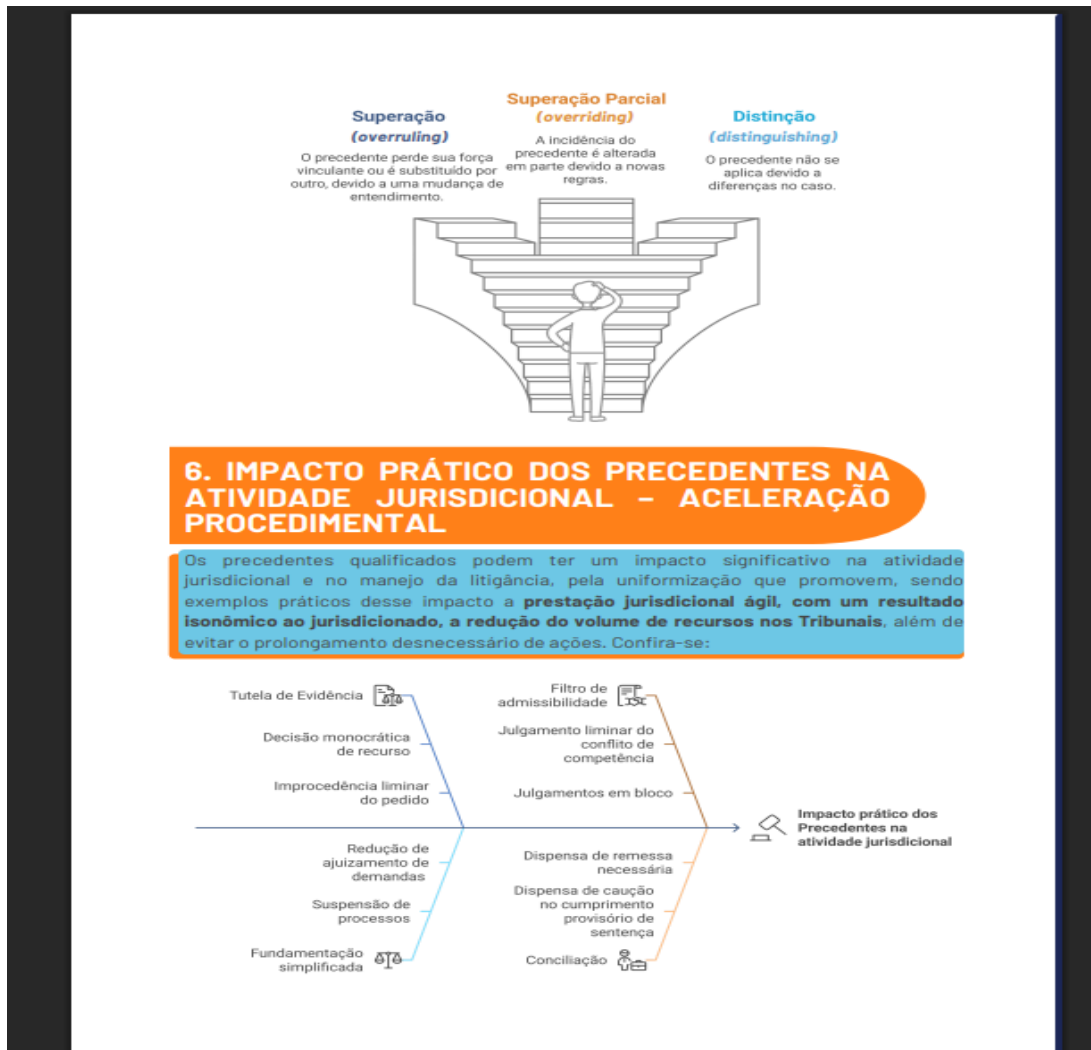 Superação
(overruling)
O precedente perde sua força
vinculante ou é substituído por
outro, devido a uma mudança de
entendimento.
Superação Parcial
(overriding)
A incidência do
precedente é alterada
em parte devido a novas
regras.
Distinção
(distinguishing)
O precedente não se
aplica devido a
diferenças no caso.
6. IMPACTO PRÁTICO DOS PRECEDENTES NA
ATIVIDADE JURISDICIONAL – ACELERAÇÃO
PROCEDIMENTAL
Os precedentes qualificados podem ter um impacto significativo na atividade
jurisdicional e no manejo da litigância, pela uniformização que promovem, sendo
exemplos práticos desse impacto a prestação jurisdicional ágil, com um resultado
isonômico ao jurisdicionado, a redução do volume de recursos nos Tribunais, além de
evitar o prolongamento desnecessário de ações. Confira-se:
Tutela de Evidência
Decisão monocrática
de recurso
Improcedência liminar
do pedido
Filtro de
admissibilidade
Julgamento liminar do
conflito de
competência
Julgamentos em bloco
Impacto prático dos
Precedentes na
atividade jurisdicional
Redução de
ajuizamento de
demandas
Suspensão de
processos
Fundamentação
simplificada
Dispensa de remessa
necessária
Dispensa de caução
no cumprimento
provisório de
sentença
Conciliação